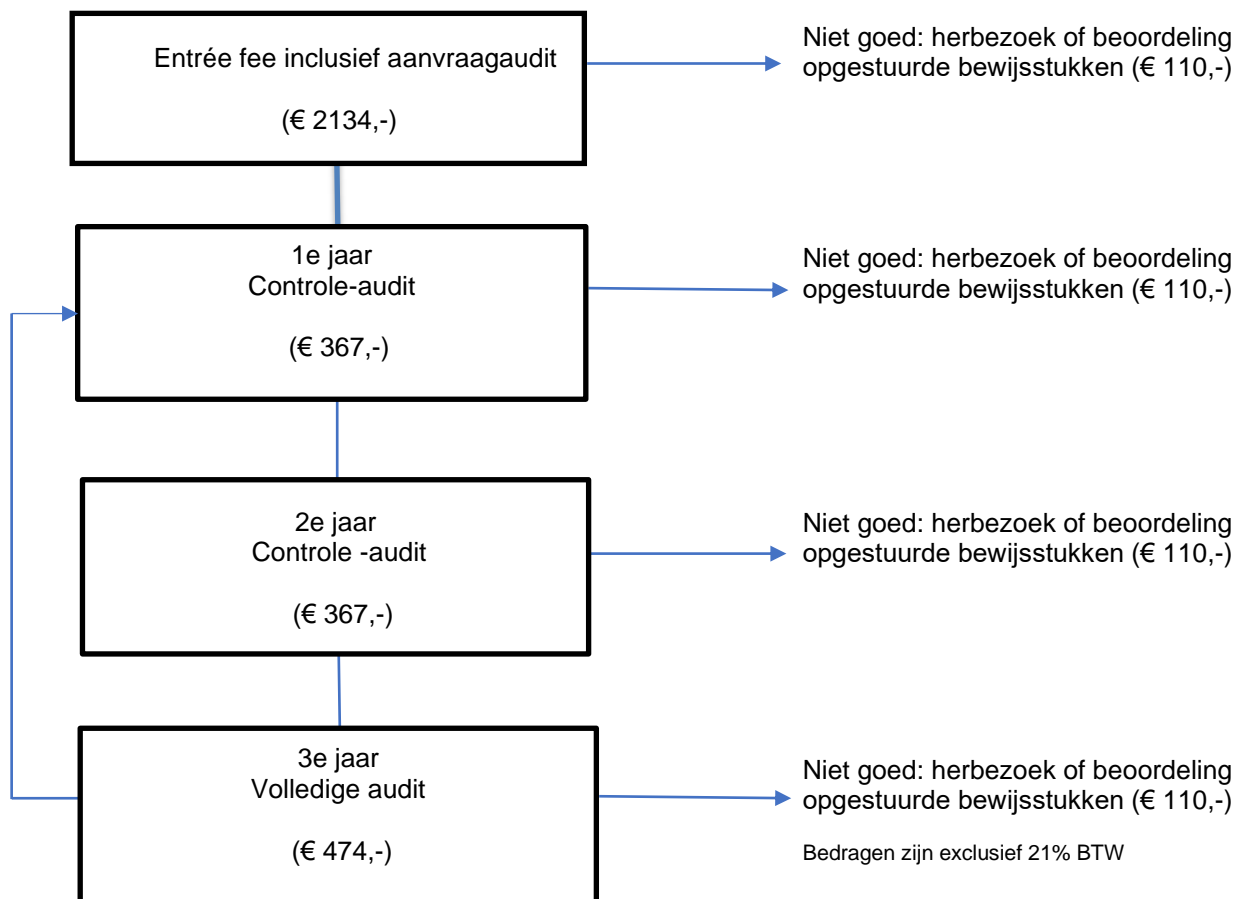 Entrée fee inclusief aanvraagaudit
(€ 2134,-)
Niet goed: herbezoek of beoordeling
opgestuurde bewijsstukken (€ 110,-)
1e jaar
Controle-audit
(€ 367,-)
Niet goed: herbezoek of beoordeling
opgestuurde bewijsstukken (€ 110,-)
2e jaar
Controle -audit
(€ 367,-)
Niet goed: herbezoek of beoordeling
opgestuurde bewijsstukken (€ 110,-)
3e jaar
Volledige audit
(€ 474,-)
Niet goed: herbezoek of beoordeling
opgestuurde bewijsstukken (€ 110,-)
Bedragen zijn exclusief 21% BTW